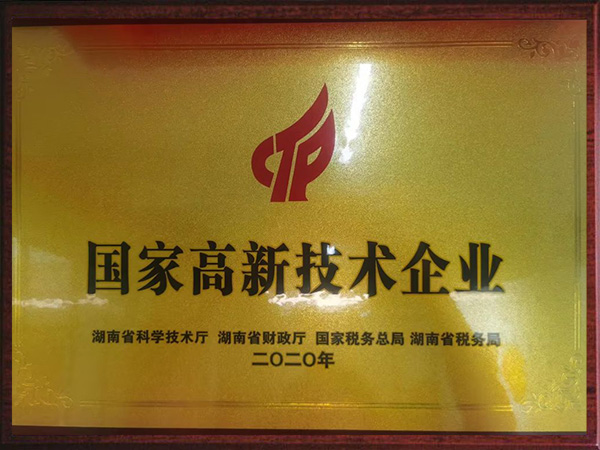 CTP
国家高新技术企业
湖南省科学技术厅 湖南省财政厅 国家税务总局 湖南省税务局
二〇二〇年